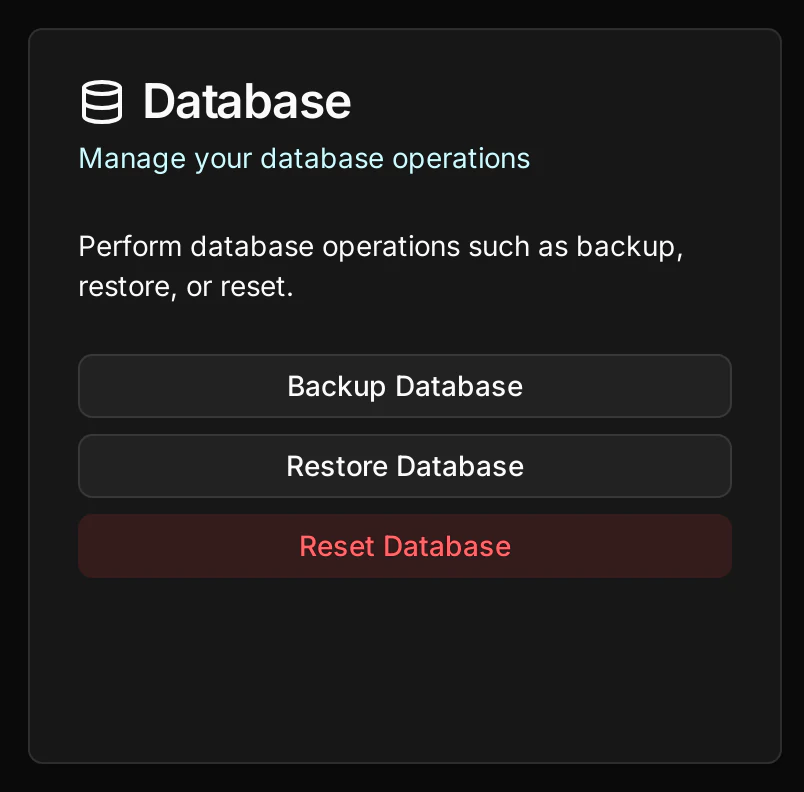 Database
Manage your database operations
Perform database operations such as backup,
restore, or reset.
Backup Database
Restore Database
Reset Database